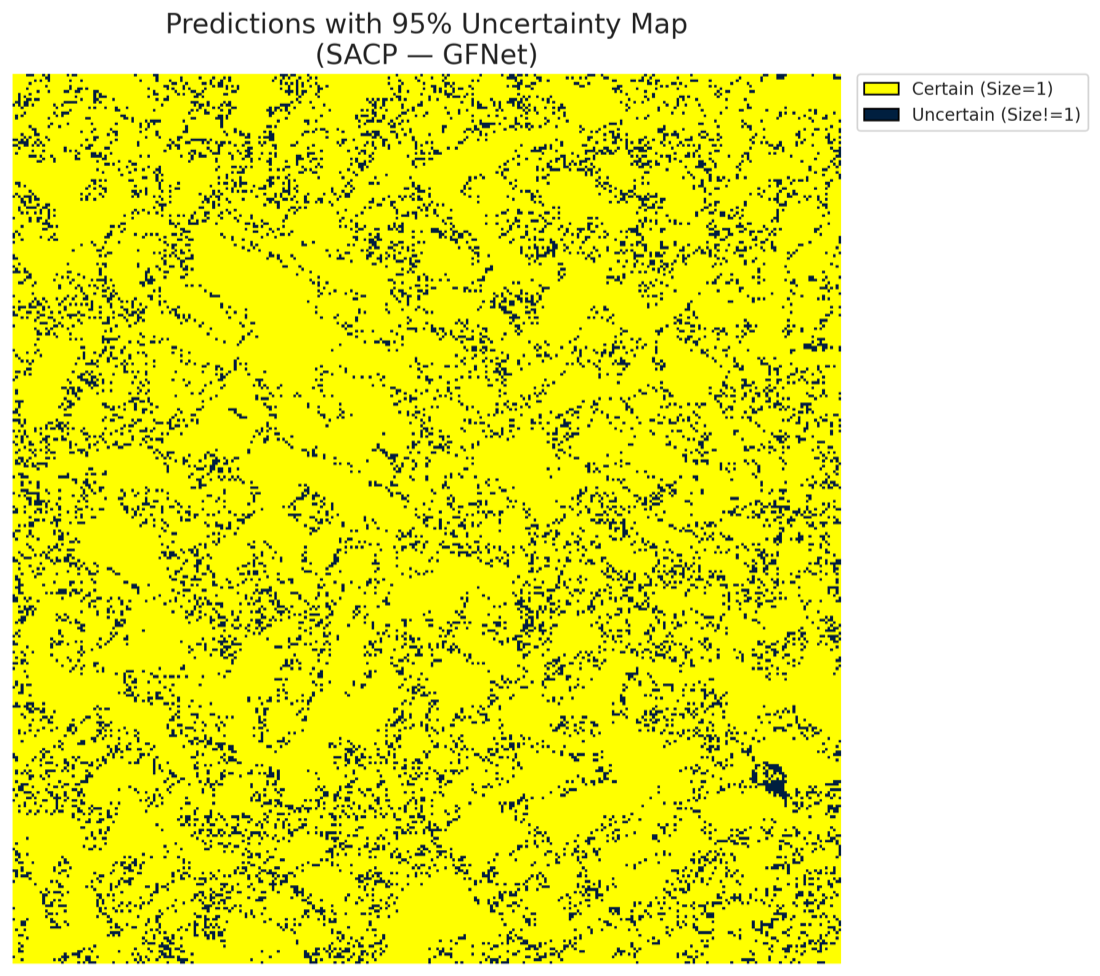 Predictions with 95% Uncertainty Map
(SACP — GFNet)
Certain (Size=1)
Uncertain (Size!=1)